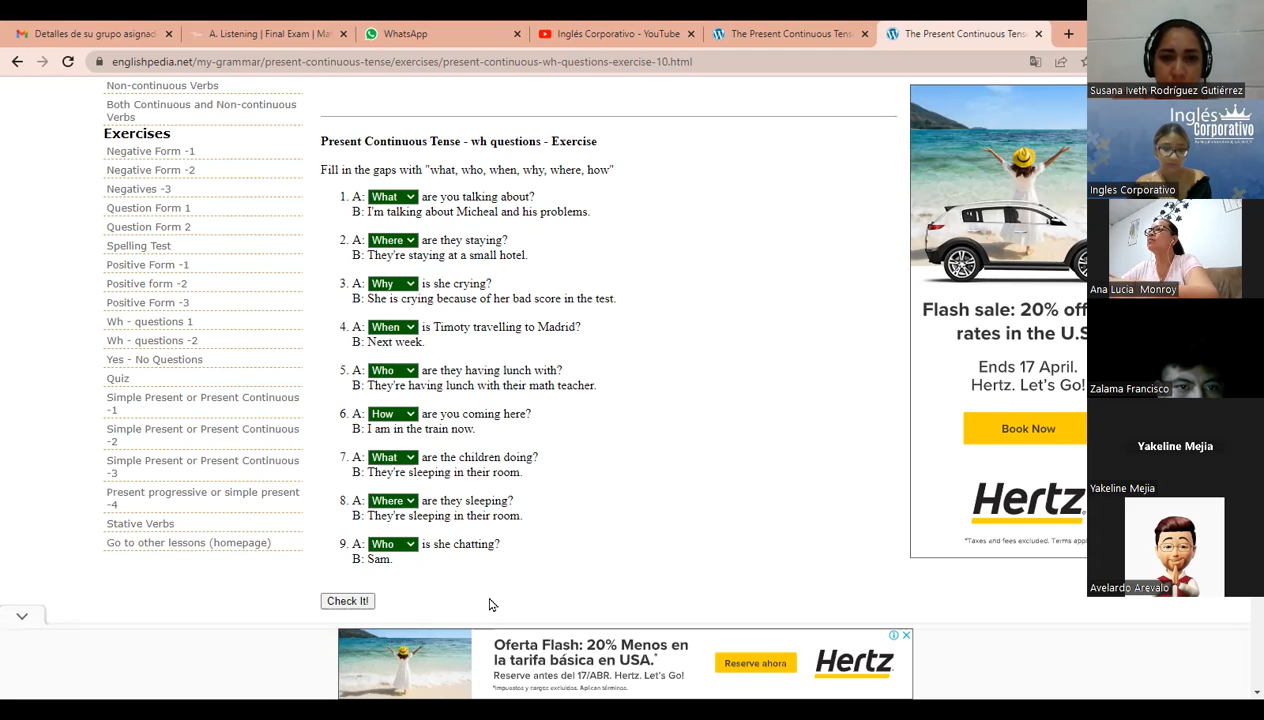 Detalles de su grupo asignad
A. Listening | Final Exam | Ma
WhatsApp
Inglés Corporativo - YouTube
The Present Continuous Tens
The Present Continuous Tens
englishpedia.net/my-grammar/present-continuous-tense/exercises/present-continuous-wh-questions-exercise-10.html
Non-continuous Verbs
Both Continuous and Non-continuous
Verbs
Exercises
Negative Form -1
Negative Form -2
Negatives -3
Question Form 1
Question Form 2
Spelling Test
Positive Form -1
Positive form -2
Positive Form -3
Wh - questions 1
Wh - questions -2
Yes - No Questions
Quiz
Simple Present or Present Continuous
-1
Simple Present or Present Continuous
-2
Simple Present or Present Continuous
-3
Present progressive or simple present
-4
Stative Verbs
Go to other lessons (homepage)
Present Continuous Tense - wh questions - Exercise
Fill in the gaps with "what, who, when, why, where, how"
1. A: What are you talking about?
B: I'm talking about Micheal and his problems.
2. A: Where are they staying?
B: They're staying at a small hotel.
3. A: Why is she crying?
B: She is crying because of her bad score in the test.
4. A: When is Timoty travelling to Madrid?
B: Next week.
5. A: Who are they having lunch with?
B: They're having lunch with their math teacher.
6. A: How are you coming here?
B: I am in the train now.
7. A: What are the children doing?
B: They're sleeping in their room.
8. A: Where are they sleeping?
B: They're sleeping in their room.
9. A: Who is she chatting?
B: Sam.
Check It!
Flash sale: 20% off
rates in the U.S
Ends 17 April.
Hertz. Let's Go!
Book Now
Hertz
*Taxes and fees excluded. Terms appl
Oferta Flash: 20% Menos en
la tarifa básica en USA.*
Reserve antes del 17/ABR. Hertz. Let's Go!
*Impuestos y cargos excluidos. Aplican términos.
Reserve ahora
Hertz
Susana Iveth Rodríguez Gutiérrez
Inglés
Corporativo
Ingles Corporativo
Ana Lucia Monroy
Zalama Francisco
Yakeline Mejia
Yakeline Mejia
Avelardo Arevalo